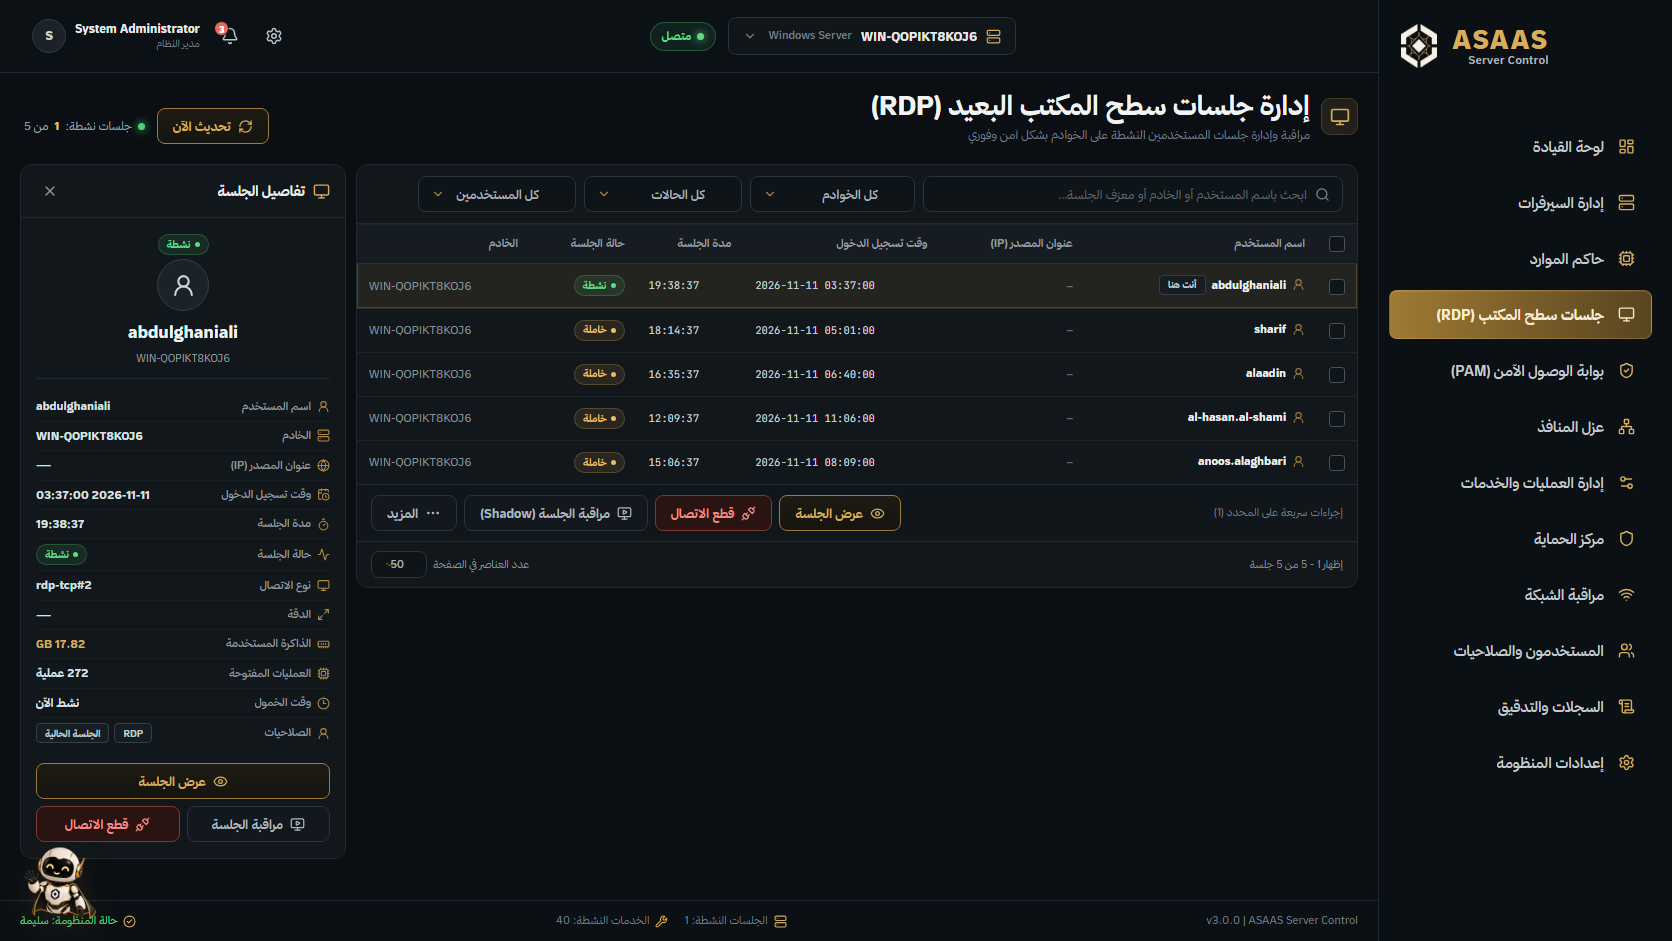 ASAAS
Server Control
لوحة القيادة
إدارة السيرفرات
حاكم الموارد
جلسات سطح المكتب (RDP)
بوابة الوصول الآمن (PAM)
عزل المنافذ
إدارة العمليات والخدمات
مركز الحماية
مراقبة الشبكة
المستخدمون والصلاحيات
السجلات والتدقيق
إعدادات المنظومة
WIN-QOPIKT8KOJ6 Windows Server
متصل
3
System Administrator
مدير النظام
S
إدارة جلسات سطح المكتب البعيد (RDP)
مراقبة وإدارة جلسات المستخدمين النشطة على الخوادم بشكل آمن وفوري
تحديث الآن
جلسات نشطة: 1 من 5
ابحث باسم المستخدم أو الخادم أو معرّف الجلسة...
كل الخوادم
كل الحالات
كل المستخدمين
اسم المستخدم عنوان المصدر (IP) وقت تسجيل الدخول مدة الجلسة حالة الجلسة الخادم
abdulghaniali أنت هنا – 2026-11-11 03:37:00 19:38:37 نشطة WIN-QOPIKT8KOJ6
sharif – 2026-11-11 05:01:00 18:14:37 خاملة WIN-QOPIKT8KOJ6
alaadin – 2026-11-11 06:40:00 16:35:37 خاملة WIN-QOPIKT8KOJ6
al-hasan.al-shami – 2026-11-11 11:06:00 12:09:37 خاملة WIN-QOPIKT8KOJ6
anoos.alaghbari – 2026-11-11 08:09:00 15:06:37 خاملة WIN-QOPIKT8KOJ6
إجراءات سريعة على المحدد (1)
عرض الجلسة
قطع الاتصال
مراقبة الجلسة (Shadow)
المزيد ...
إظهار 1 - 5 من 5 جلسة
عدد العناصر في الصفحة 50
تفاصيل الجلسة
نشطة
abdulghaniali
WIN-QOPIKT8KOJ6
اسم المستخدم abdulghaniali
الخادم WIN-QOPIKT8KOJ6
عنوان المصدر (IP) —
وقت تسجيل الدخول 03:37:00 2026-11-11
مدة الجلسة 19:38:37
حالة الجلسة نشطة
نوع الاتصال rdp-tcp#2
الدقة —
الذاكرة المستخدمة GB 17.82
العمليات المفتوحة 272 عملية
وقت الخمول نشط الآن
الصلاحيات RDP الجلسة الحالية
عرض الجلسة
مراقبة الجلسة
قطع الاتصال
v3.0.0 | ASAAS Server Control
الجلسات النشطة: 1
الخدمات النشطة: 40
حالة المنظومة: سليمة